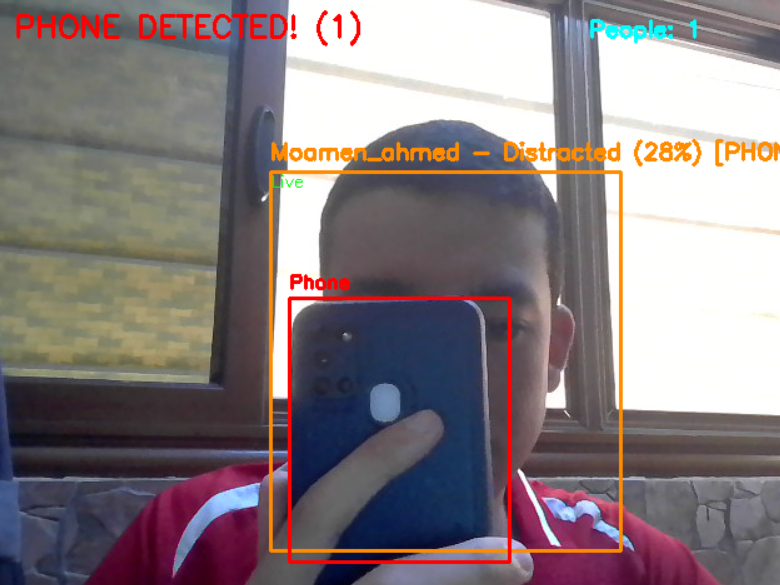 PHONE DETECTED! (1)
People: 1
Moamen_ahmed - Distracted (28%) [PHON
Live
Phone